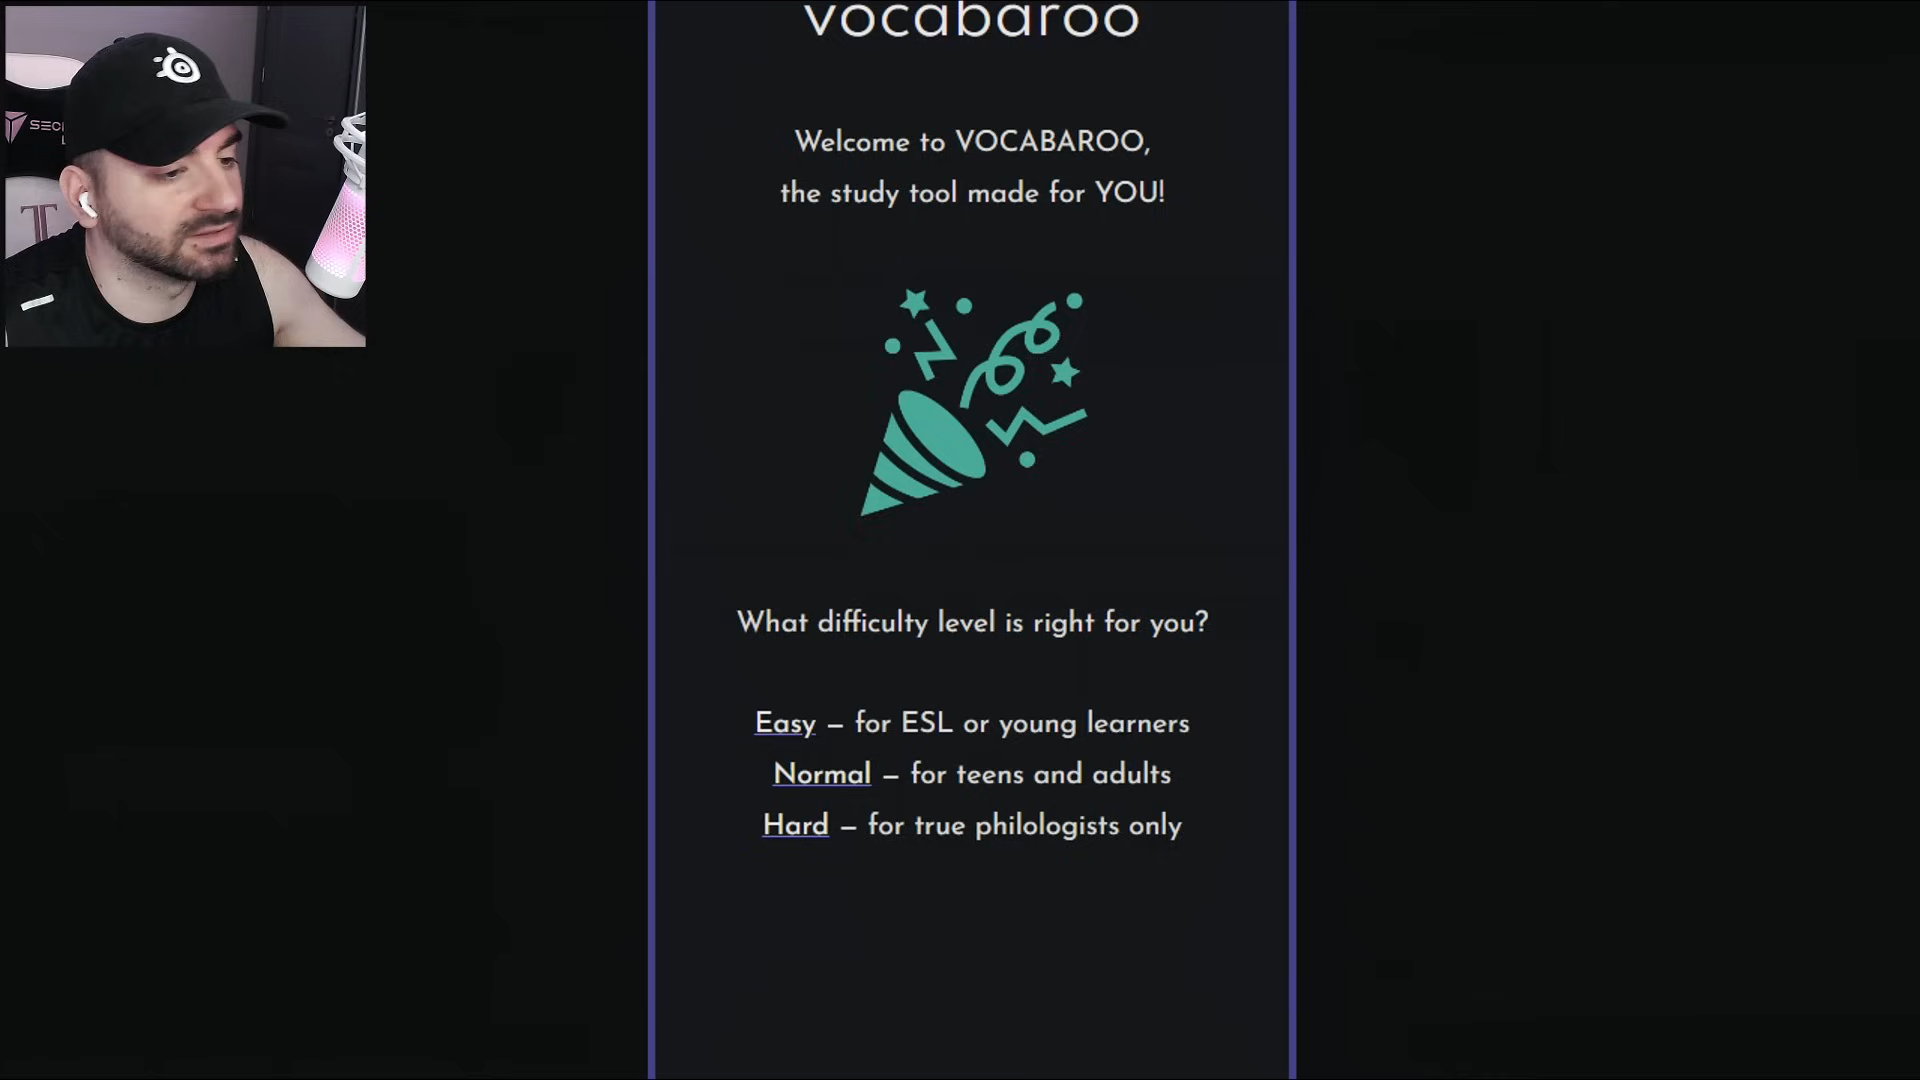 vocabaroo
Welcome to VOCABAROO,
the study tool made for YOU!
What difficulty level is right for you?
Easy – for ESL or young learners
Normal – for teens and adults
Hard – for true philologists only